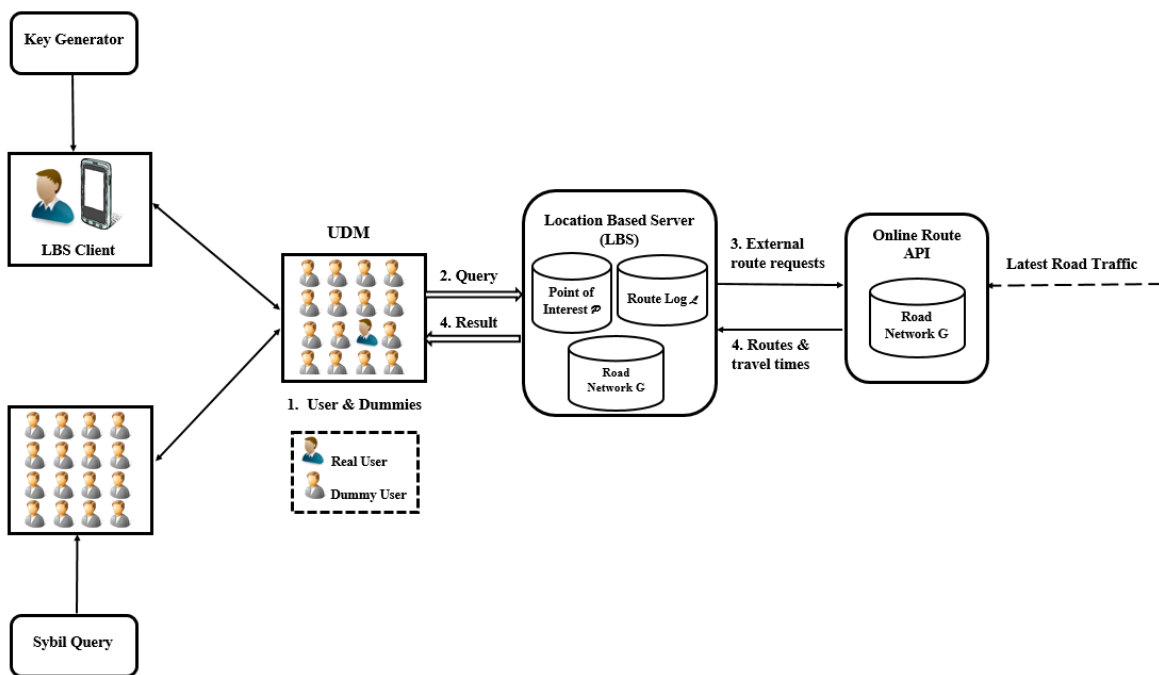 Key Generator
LBS Client
UDM
1. User & Dummies
Real User
Dummy User
Sybil Query
2. Query
4. Result
Location Based Server
(LBS)
Point of
Interest 𝓟
Route Log 𝓛
Road
Network G
3. External
route requests
4. Routes &
travel times
Online Route
API
Road
Network G
Latest Road Traffic